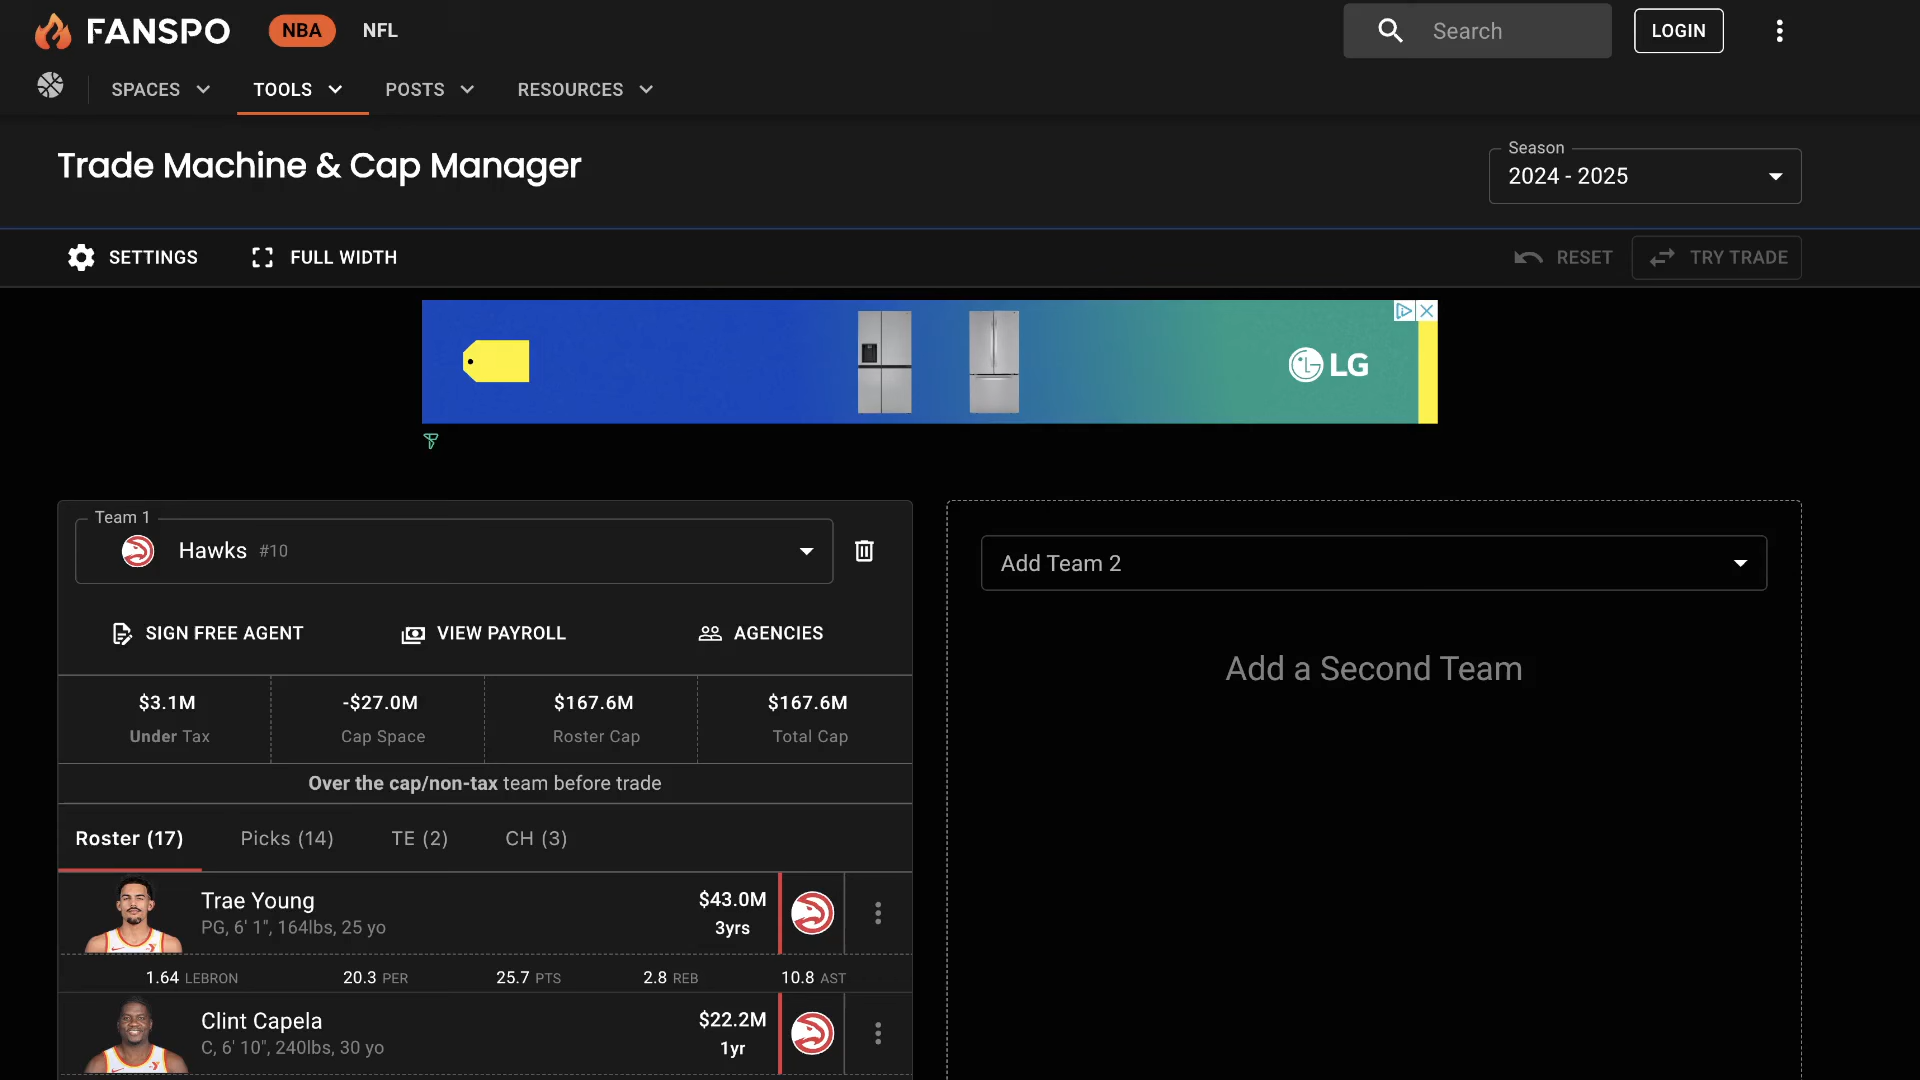 FANSPO
NBA
NFL
Search
LOGIN
SPACES
TOOLS
POSTS
RESOURCES
Trade Machine & Cap Manager
Season
2024 - 2025
SETTINGS
FULL WIDTH
RESET
TRY TRADE
LG
Team 1
Hawks #10
Add Team 2
SIGN FREE AGENT
VIEW PAYROLL
AGENCIES
Add a Second Team
$3.1M
-$27.0M
$167.6M
$167.6M
Under Tax
Cap Space
Roster Cap
Total Cap
Over the cap/non-tax team before trade
Roster (17)
Picks (14)
TE (2)
CH (3)
Trae Young
$43.0M
PG, 6' 1", 164lbs, 25 yo
3yrs
1.64 LEBRON
20.3 PER
25.7 PTS
2.8 REB
10.8 AST
Clint Capela
$22.2M
C, 6' 10", 240lbs, 30 yo
1yr